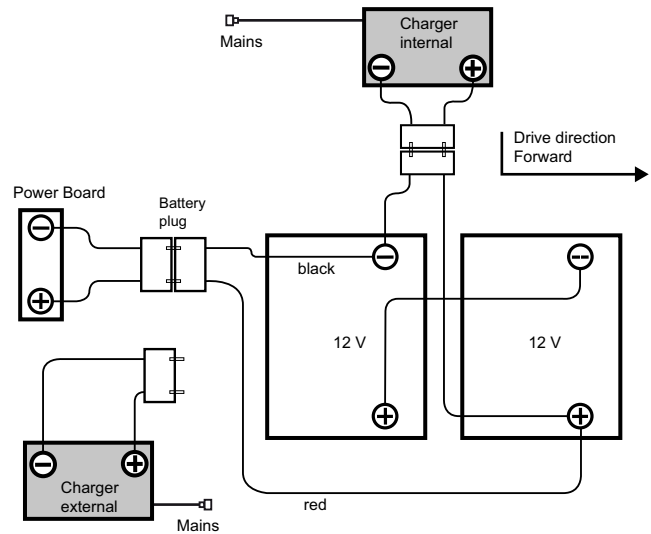 Charger
internal
Mains
Drive direction
Forward
Power Board
Battery
plug
black
12 V
12 V
Charger
external
red
Mains